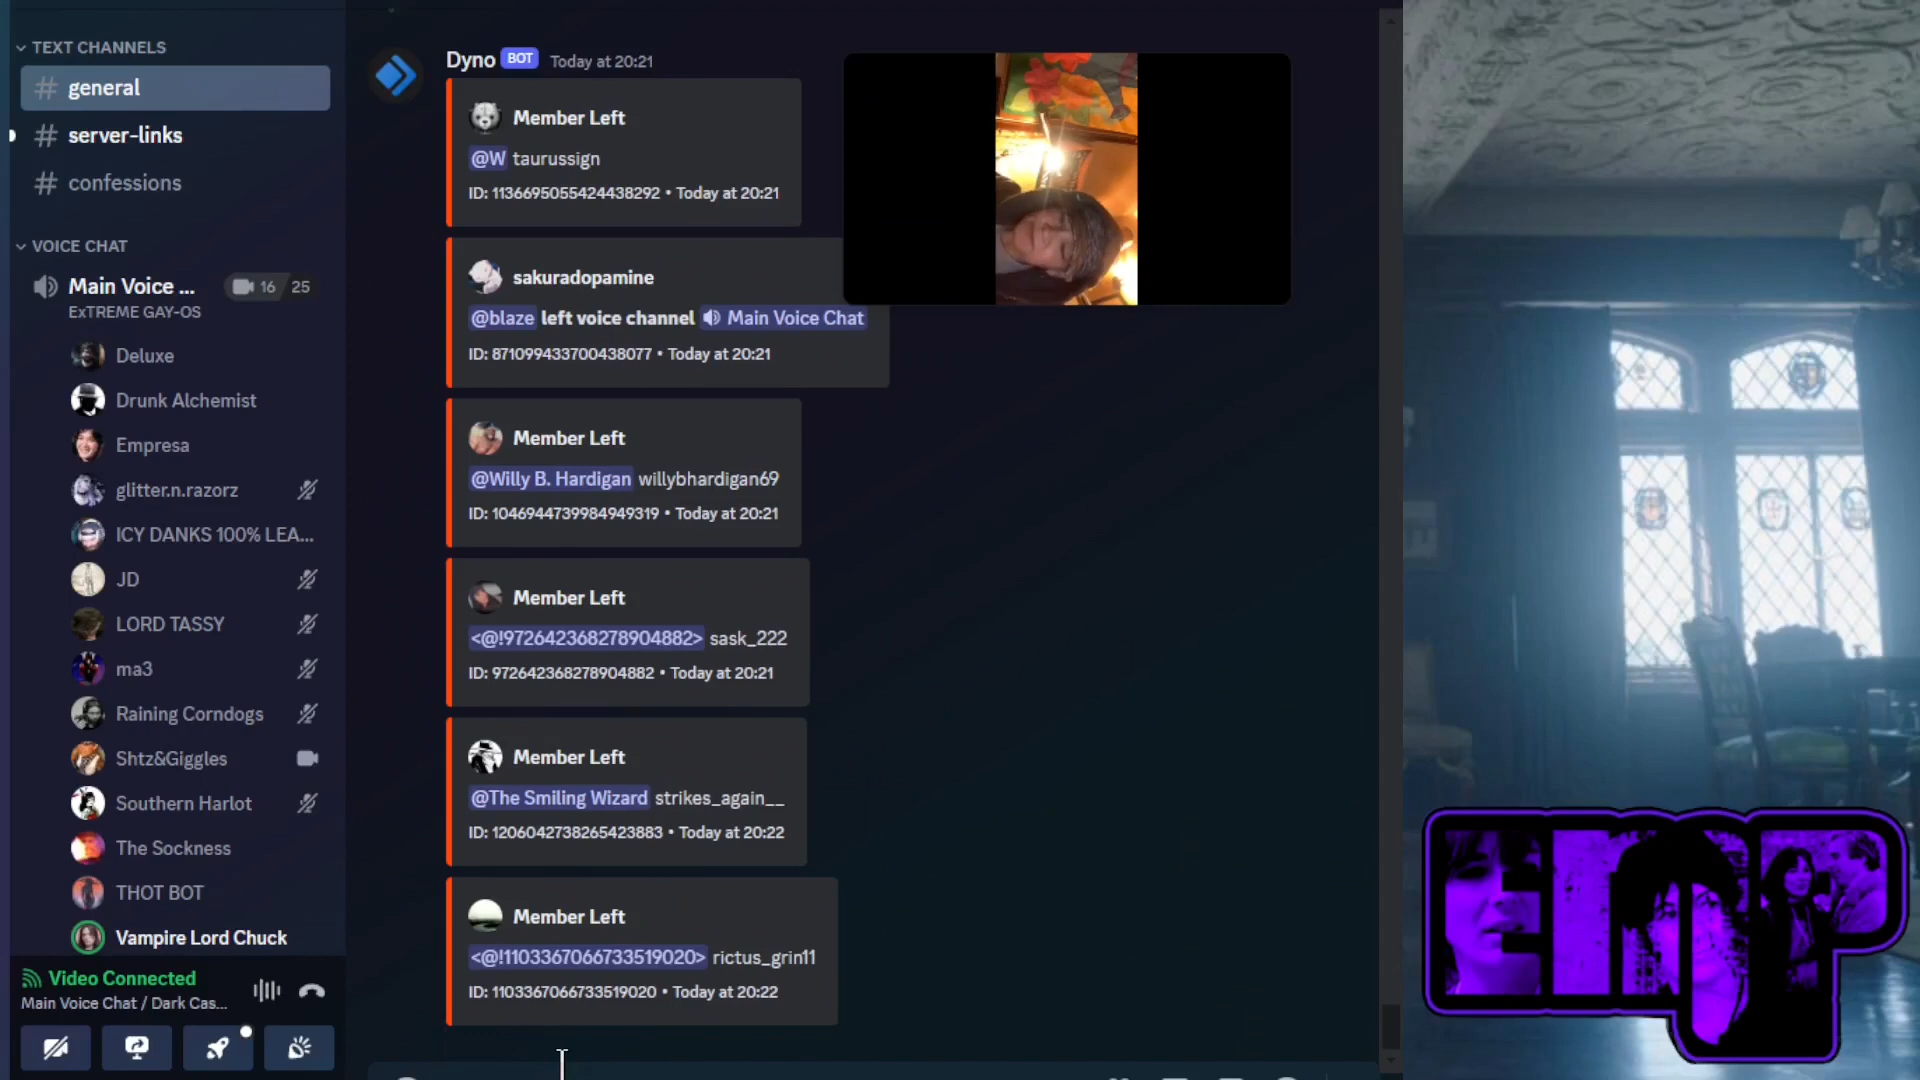 TEXT CHANNELS
general
server-links
confessions
VOICE CHAT
Main Voice ... 16 25
ExTREME GAY-OS
Deluxe
Drunk Alchemist
Empresa
glitter.n.razorz
ICY DANKS 100% LEA...
JD
LORD TASSY
ma3
Raining Corndogs
Shtz&Giggles
Southern Harlot
The Sockness
THOT BOT
Vampire Lord Chuck
Video Connected
Main Voice Chat / Dark Cas...
Dyno BOT Today at 20:21
Member Left
@W taurussign
ID: 1136695055424438292 • Today at 20:21
sakuradopamine
@blaze left voice channel Main Voice Chat
ID: 871099433700438077 • Today at 20:21
Member Left
@Willy B. Hardigan willybhardigan69
ID: 1046944739984949319 • Today at 20:21
Member Left
<@!972642368278904882> sask_222
ID: 972642368278904882 • Today at 20:21
Member Left
@The Smiling Wizard strikes_again__
ID: 1206042738265423883 • Today at 20:22
Member Left
<@!1103367066733519020> rictus_grin11
ID: 1103367066733519020 • Today at 20:22
EMP